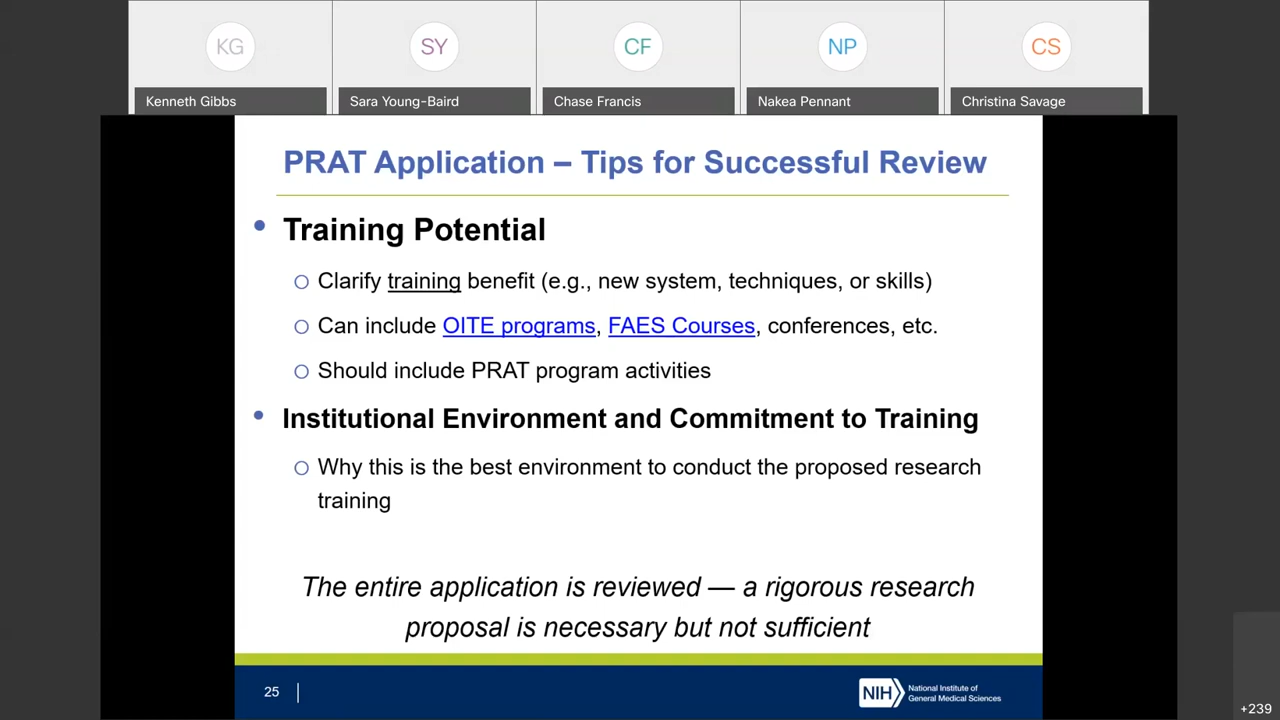 KG
SY
CF
NP
CS
Kenneth Gibbs
Sara Young-Baird
Chase Francis
Nakea Pennant
Christina Savage
PRAT Application – Tips for Successful Review
• Training Potential
o Clarify training benefit (e.g., new system, techniques, or skills)
o Can include OITE programs, FAES Courses, conferences, etc.
o Should include PRAT program activities
• Institutional Environment and Commitment to Training
o Why this is the best environment to conduct the proposed research
training
The entire application is reviewed — a rigorous research
proposal is necessary but not sufficient
25
NIH
National Institute of
General Medical Sciences
+239